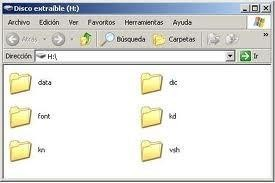 Disco extraíble (H:)
Archivo Edición Ver Favoritos Herramientas Ayuda
Atrás Búsqueda Carpetas
Dirección H:\ Ir
data dic
font kd
kn vsh